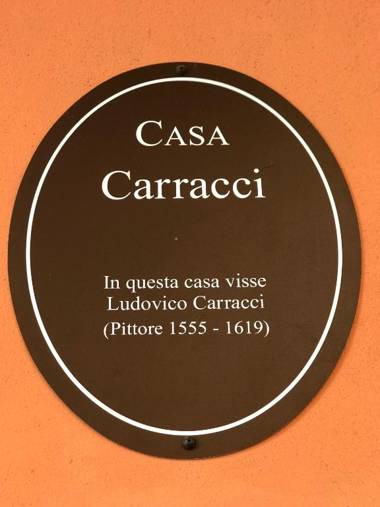 CASA
Carracci
In questa casa visse
Ludovico Carracci
(Pittore 1555 - 1619)